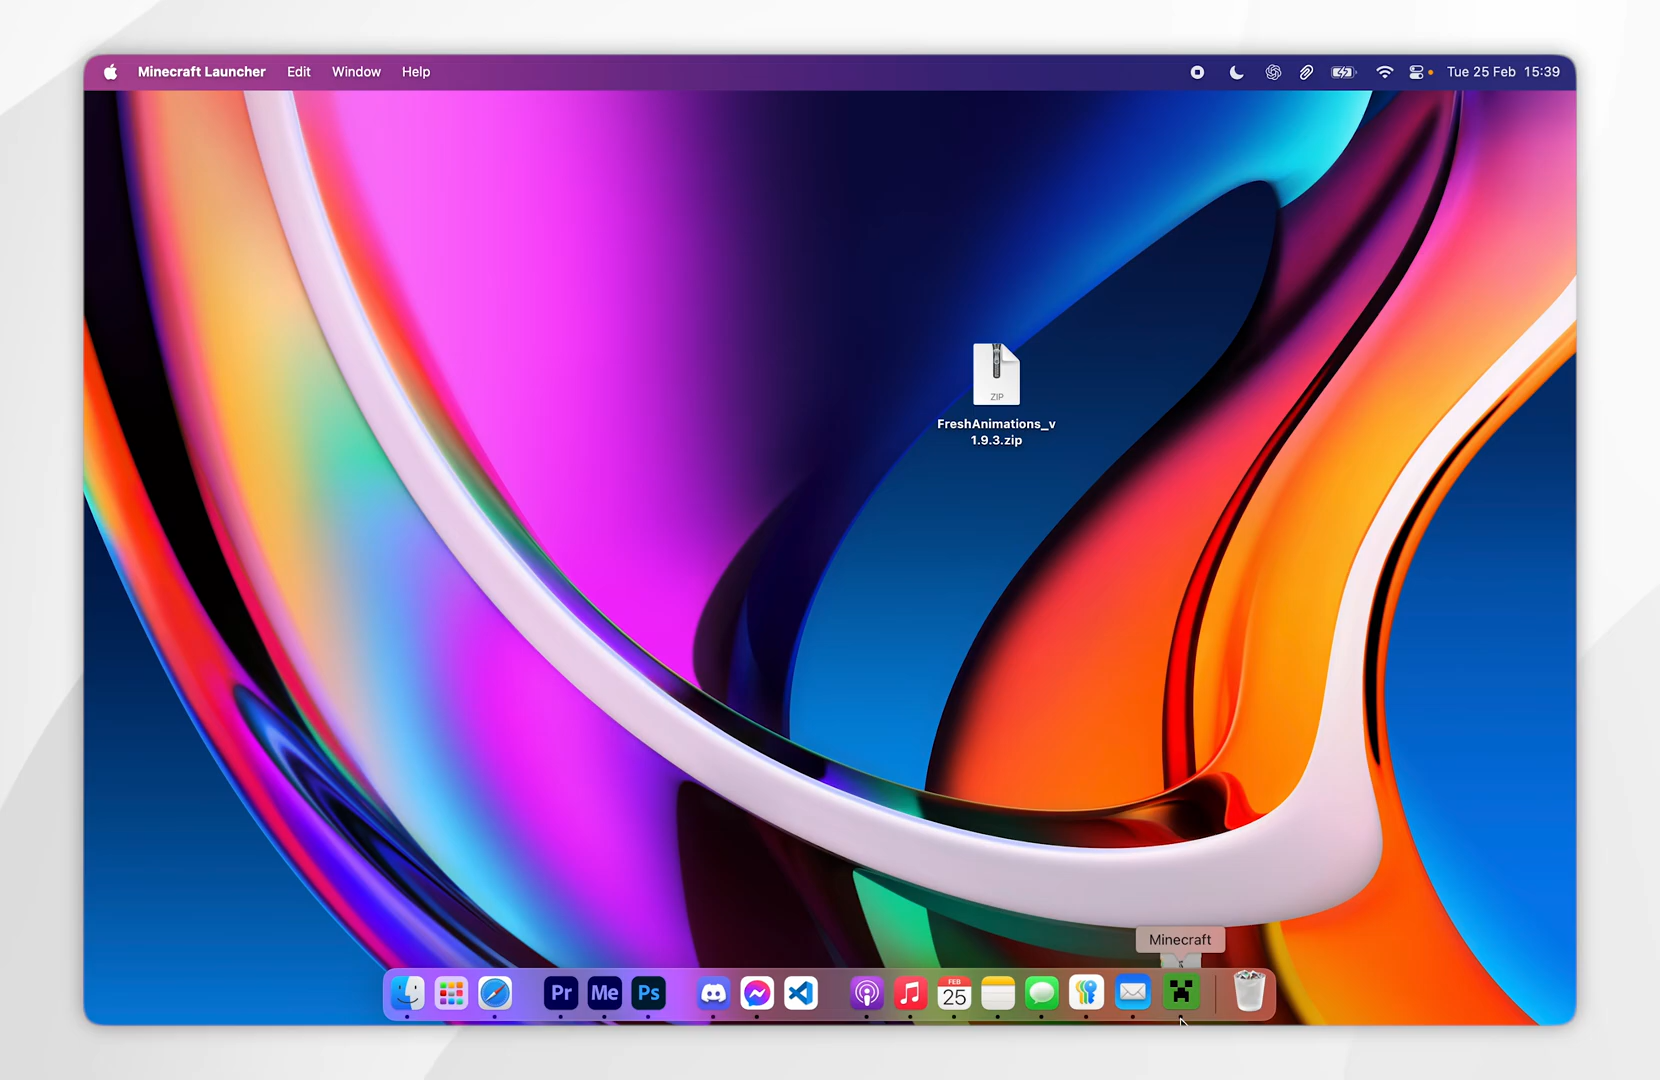 Minecraft Launcher Edit Window Help Tue 25 Feb 15:39
ZIP
FreshAnimations_v
1.9.3.zip
Minecraft
Pr Me Ps FEB
25